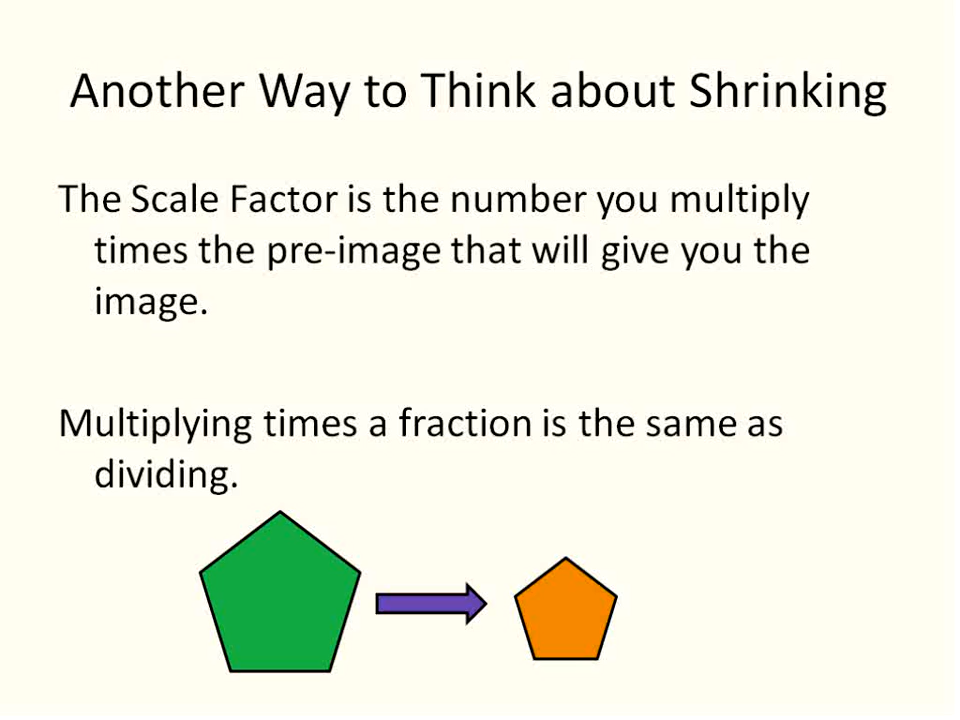 Another Way to Think about Shrinking
The Scale Factor is the number you multiply
times the pre-image that will give you the
image.
Multiplying times a fraction is the same as
dividing.